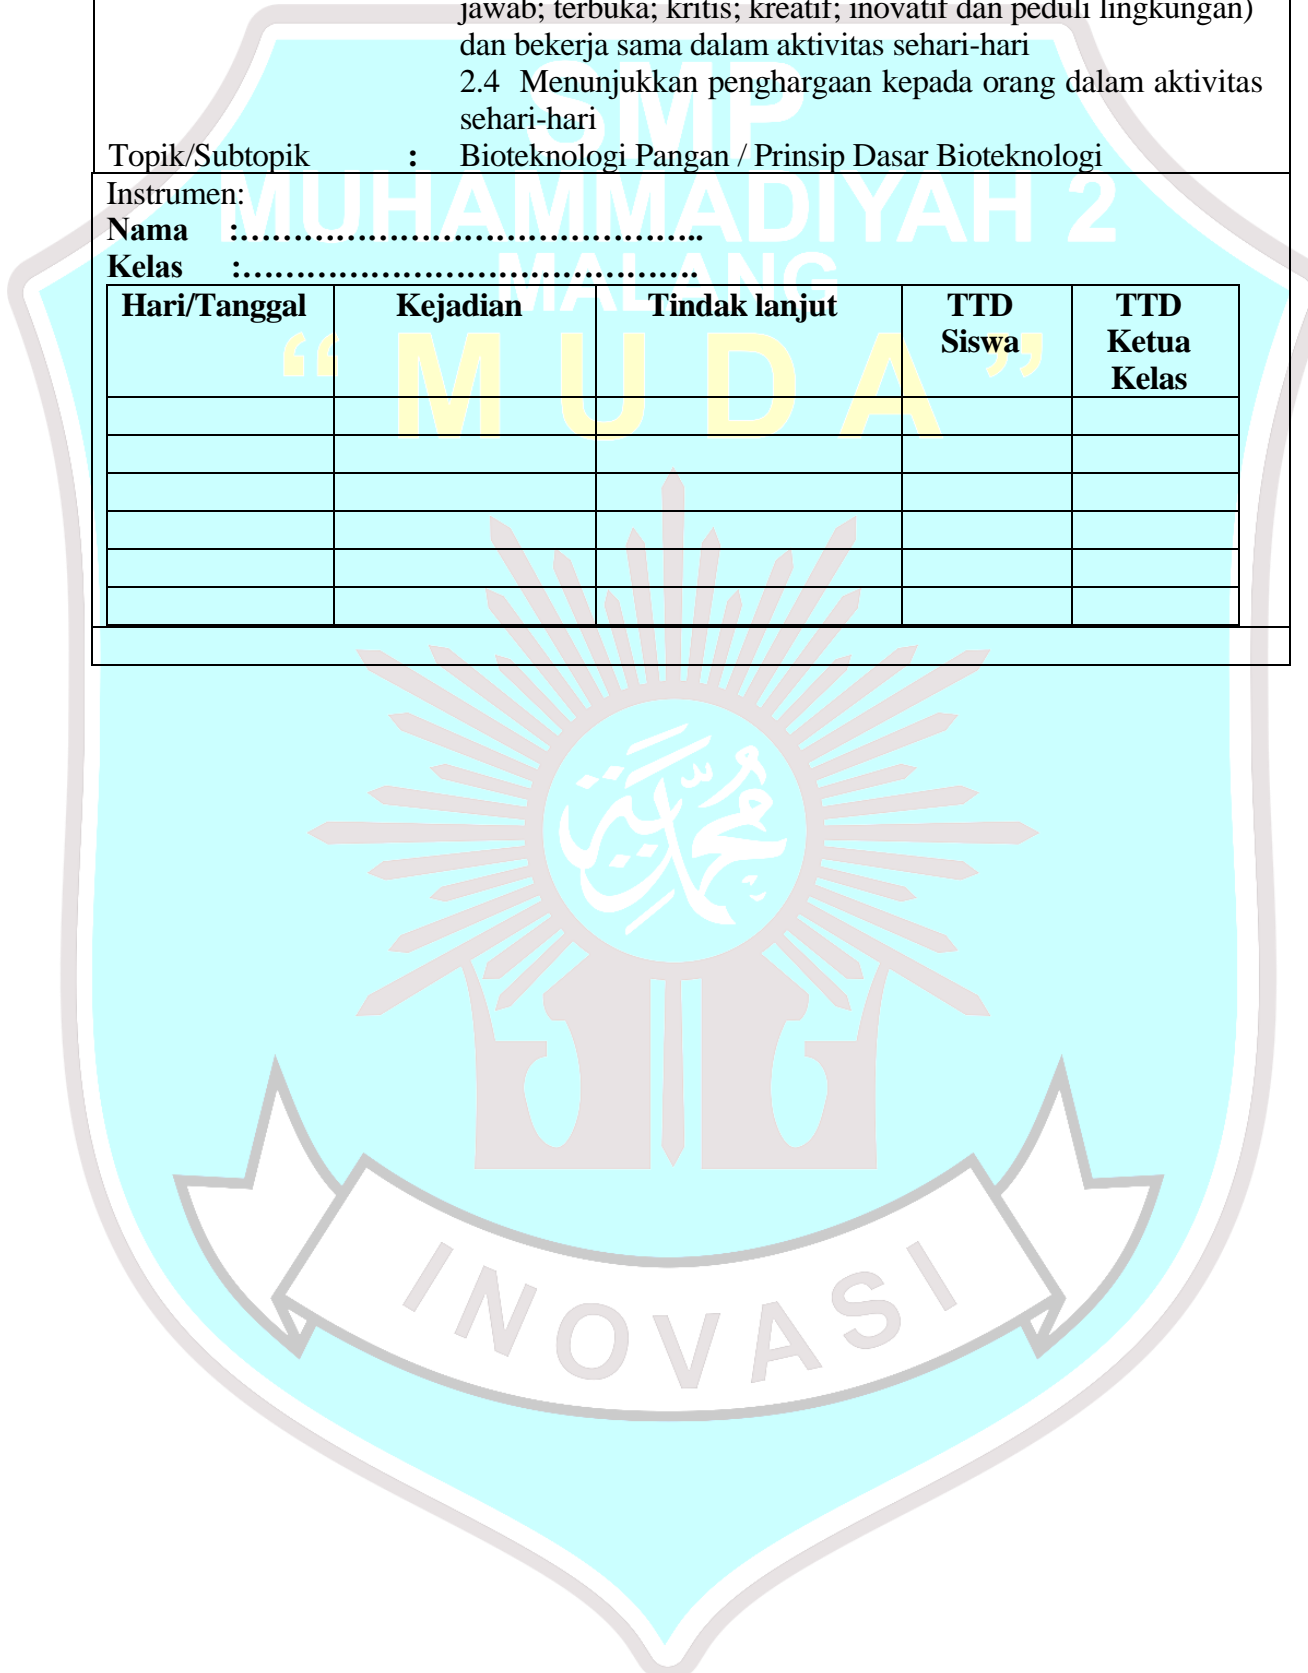 jawab; terbuka; kritis; kreatif; inovatif dan peduli lingkungan)
dan bekerja sama dalam aktivitas sehari-hari
2.4 Menunjukkan penghargaan kepada orang dalam aktivitas
sehari-hari
Topik/Subtopik : Bioteknologi Pangan / Prinsip Dasar Bioteknologi
Instrumen:
Nama :……………………………………..
Kelas :…………………………………….
Hari/Tanggal Kejadian Tindak lanjut TTD Siswa TTD Ketua Kelas
SMP
MUHAMMADIYAH 2
MALANG
“ M U D A ”
محمدية
INOVASI